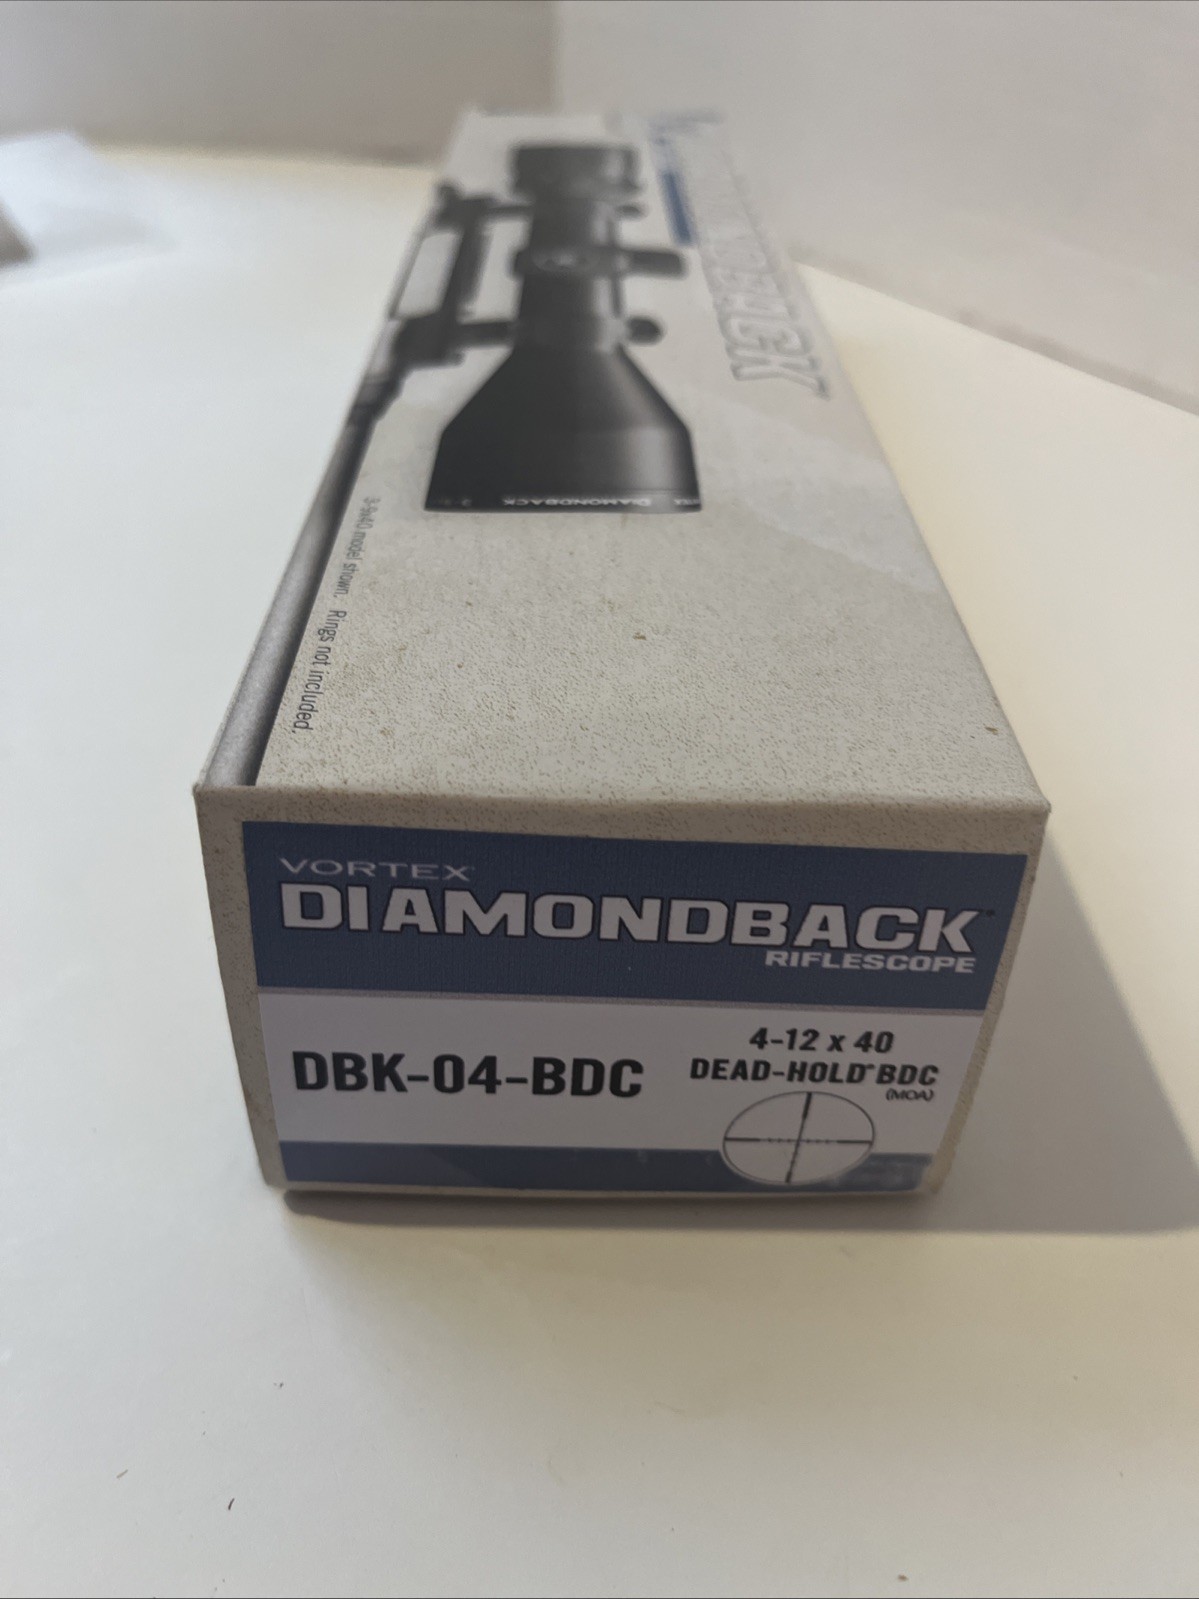 VORTEX
3-9x40 model shown. Rings not included.
DIAMONDBACK
VORTEX®
DIAMONDBACK®
RIFLESCOPE
DBK-04-BDC
4-12 x 40
DEAD-HOLD® BDC
(MOA)